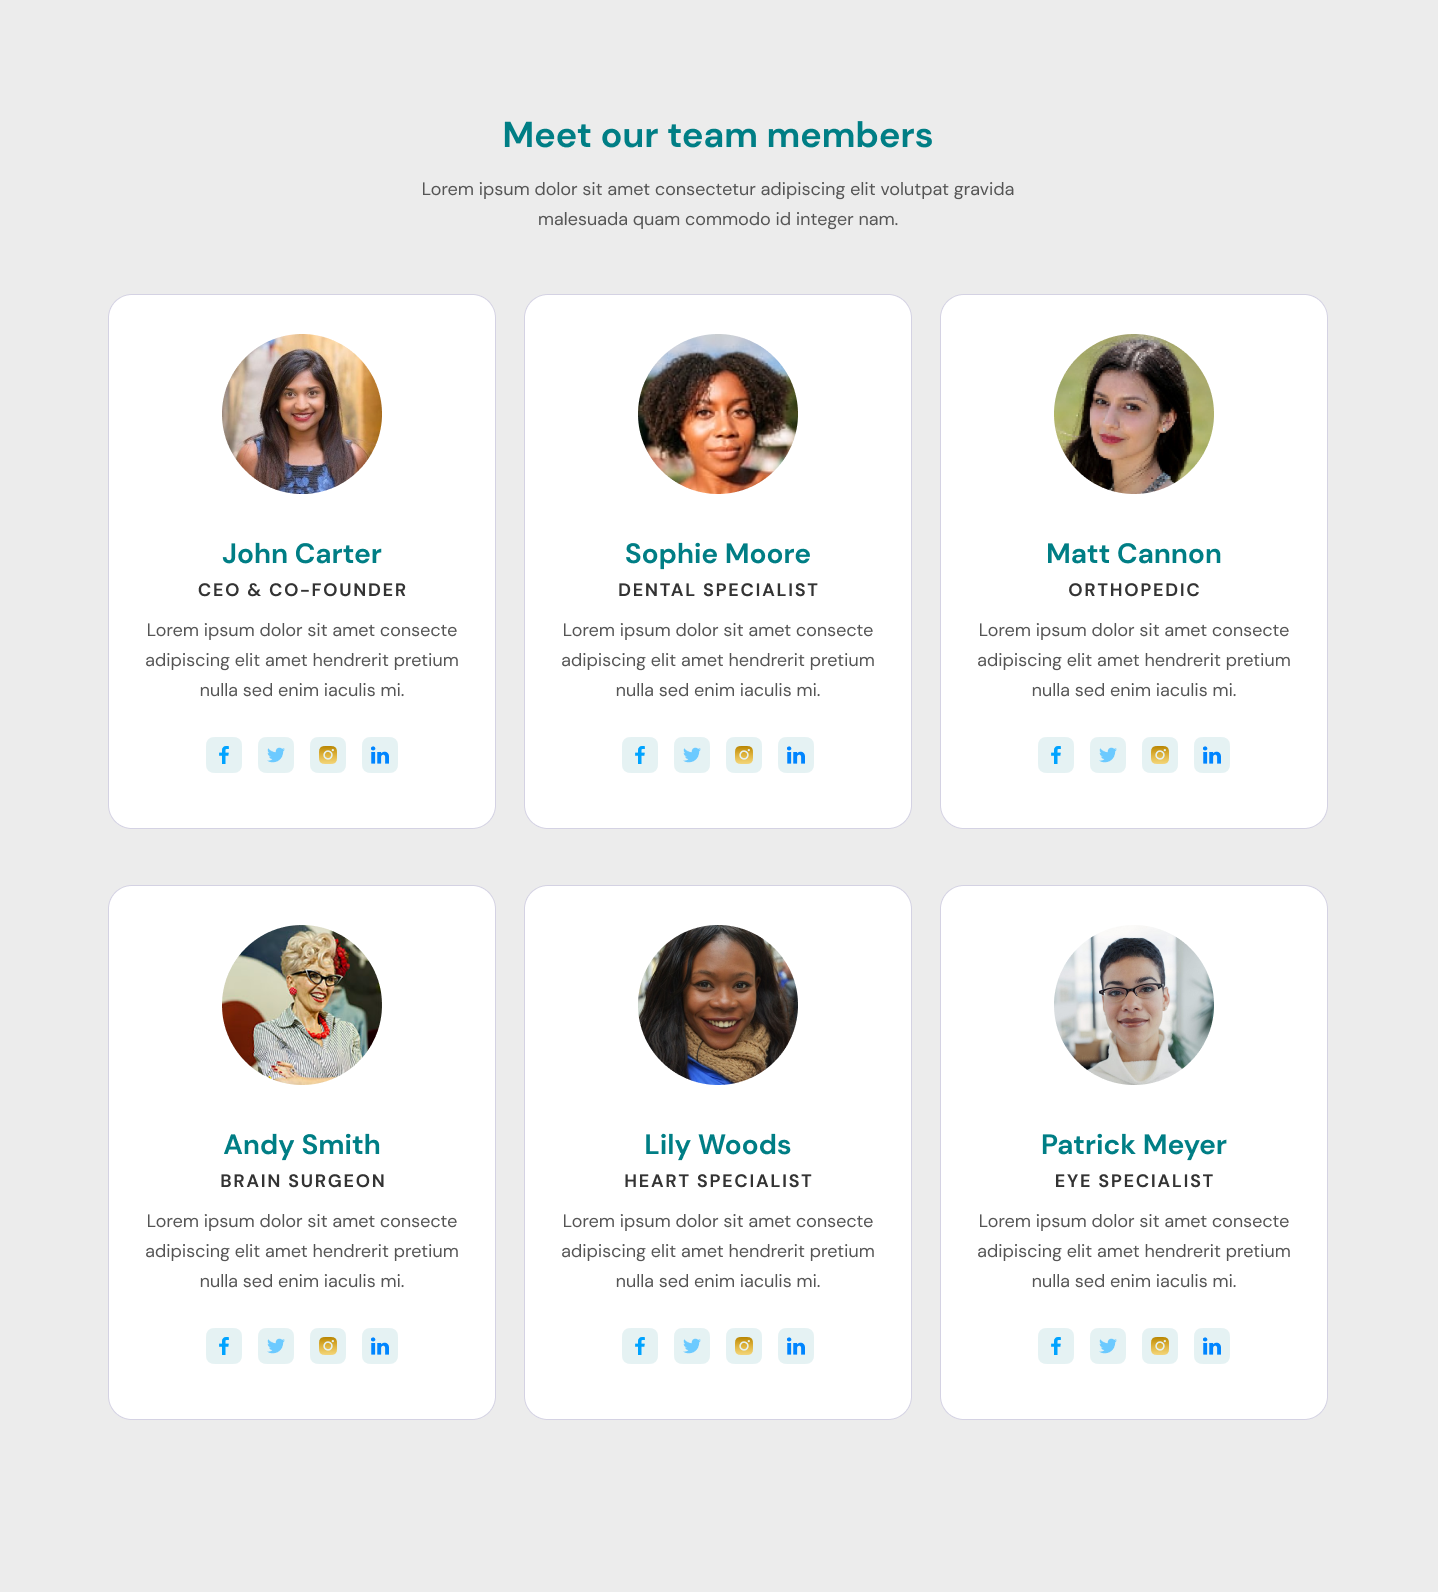 Meet our team members
Lorem ipsum dolor sit amet consectetur adipiscing elit volutpat gravida
malesuada quam commodo id integer nam.
John Carter
CEO & CO-FOUNDER
Lorem ipsum dolor sit amet consecte
adipiscing elit amet hendrerit pretium
nulla sed enim iaculis mi.
Sophie Moore
DENTAL SPECIALIST
Lorem ipsum dolor sit amet consecte
adipiscing elit amet hendrerit pretium
nulla sed enim iaculis mi.
Matt Cannon
ORTHOPEDIC
Lorem ipsum dolor sit amet consecte
adipiscing elit amet hendrerit pretium
nulla sed enim iaculis mi.
Andy Smith
BRAIN SURGEON
Lorem ipsum dolor sit amet consecte
adipiscing elit amet hendrerit pretium
nulla sed enim iaculis mi.
Lily Woods
HEART SPECIALIST
Lorem ipsum dolor sit amet consecte
adipiscing elit amet hendrerit pretium
nulla sed enim iaculis mi.
Patrick Meyer
EYE SPECIALIST
Lorem ipsum dolor sit amet consecte
adipiscing elit amet hendrerit pretium
nulla sed enim iaculis mi.